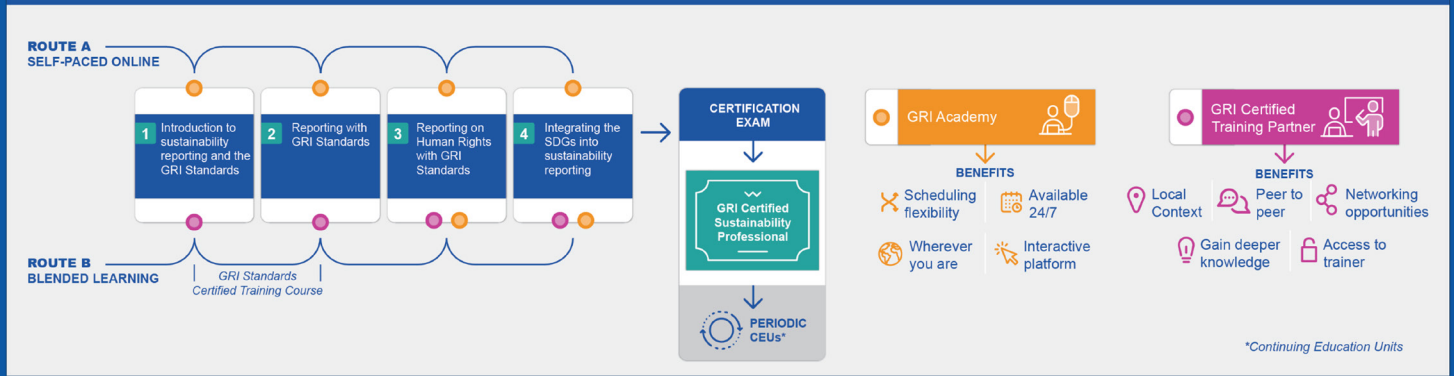 ROUTE A
SELF-PACED ONLINE
1
Introduction to
sustainability
reporting and the
GRI Standards
2
Reporting with
GRI Standards
3
Reporting on
Human Rights
with GRI
Standards
4
Integrating the
SDGs into
sustainability
reporting
ROUTE B
BLENDED LEARNING
GRI Standards
Certified Training Course
CERTIFICATION
EXAM
GRI Certified
Sustainability
Professional
PERIODIC
CEUs*
GRI Academy
BENEFITS
Scheduling
flexibility
Available
24/7
Wherever
you are
Interactive
platform
GRI Certified
Training Partner
BENEFITS
Local
Context
Peer to
peer
Networking
opportunities
Gain deeper
knowledge
Access to
trainer
*Continuing Education Units